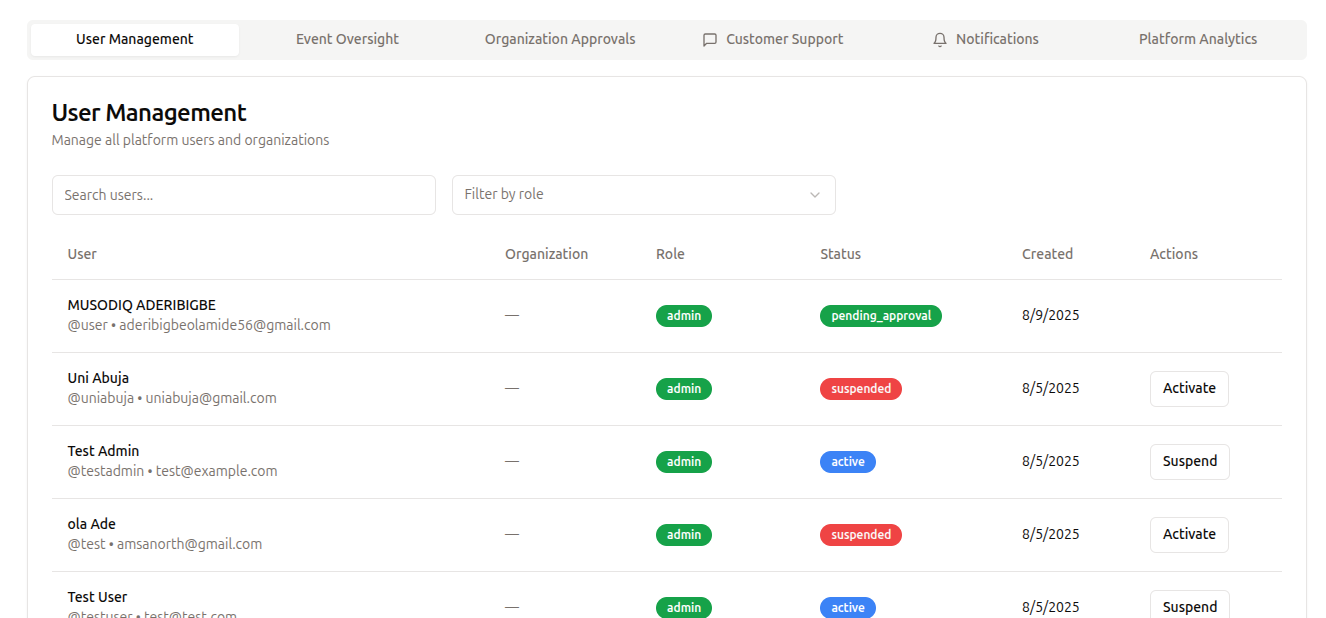 User Management Event Oversight Organization Approvals Customer Support Notifications Platform Analytics
User Management
Manage all platform users and organizations
Search users... Filter by role
User Organization Role Status Created Actions
MUSODIQ ADERIBIGBE
@user • aderibigbeolamide56@gmail.com — admin pending_approval 8/9/2025
Uni Abuja
@uniabuja • uniabuja@gmail.com — admin suspended 8/5/2025 Activate
Test Admin
@testadmin • test@example.com — admin active 8/5/2025 Suspend
ola Ade
@test • amsanorth@gmail.com — admin suspended 8/5/2025 Activate
Test User
@testuser • test@test.com — admin active 8/5/2025 Suspend